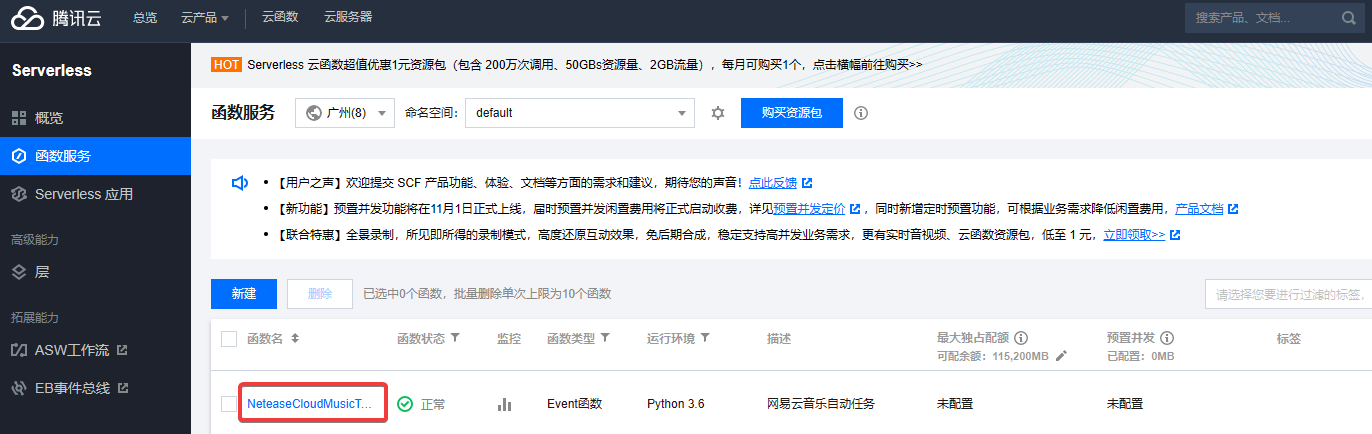 腾讯云 总览 云产品 云函数 云服务器 搜索产品、文档...
Serverless
HOT Serverless 云函数超值优惠1元资源包（包含 200万次调用、50GBs资源量、2GB流量），每月可购买1个，点击横幅前往购买>>
概览
函数服务
Serverless 应用
高级能力
层
拓展能力
ASW工作流
EB事件总线
函数服务 广州(8) 命名空间： default 购买资源包
• 【用户之声】欢迎提交 SCF 产品功能、体验、文档等方面的需求和建议，期待您的声音！点此反馈
• 【新功能】预置并发功能将在11月1日正式上线，届时预置并发闲置费用将正式启动收费，详见预置并发定价，同时新增定时预置功能，可根据业务需求降低闲置费用，产品文档
• 【联合特惠】全景录制，所见即所得的录制模式，高度还原互动效果，免后期合成，稳定支持高并发业务需求，更有实时音视频、云函数资源包，低至 1 元，立即领取>>
新建 删除 已选中0个函数，批量删除单次上限为10个函数 请选择您要进行过滤的标签，
函数名 函数状态 监控 函数类型 运行环境 描述 最大独占配额 预置并发 标签
可配余额：115,200MB 已配置：0MB
NeteaseCloudMusicT... 正常 Event函数 Python 3.6 网易云音乐自动任务 未配置 未配置